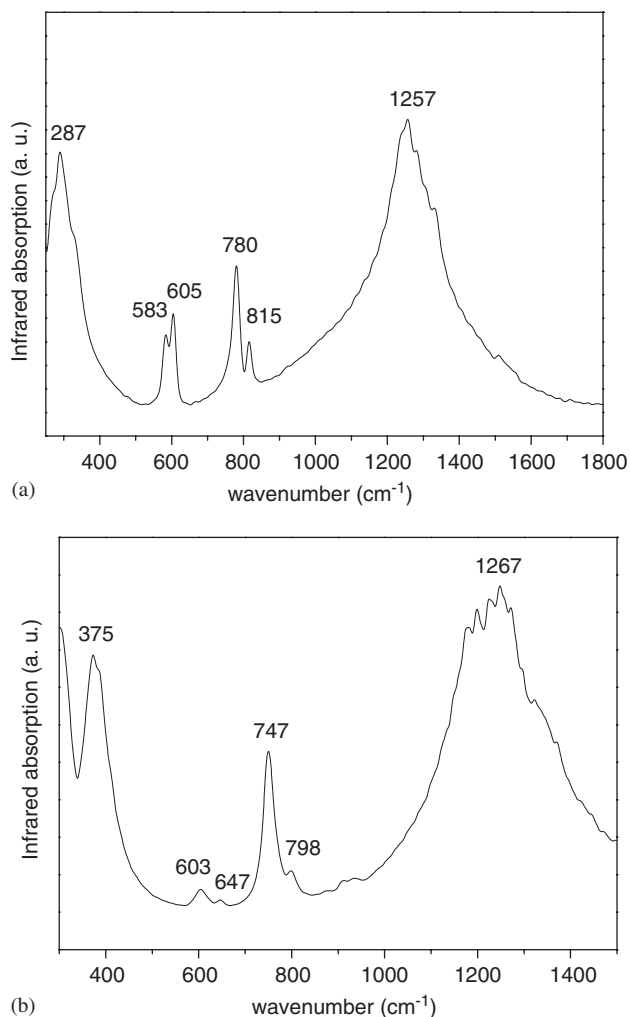 Infrared absorption (a. u.)
287
583
605
780
815
1257
400 600 800 1000 1200 1400 1600 1800
(a)
wavenumber (cm-1)
Infrared absorption (a. u.)
375
603
647
747
798
1267
400 600 800 1000 1200 1400
(b)
wavenumber (cm-1)